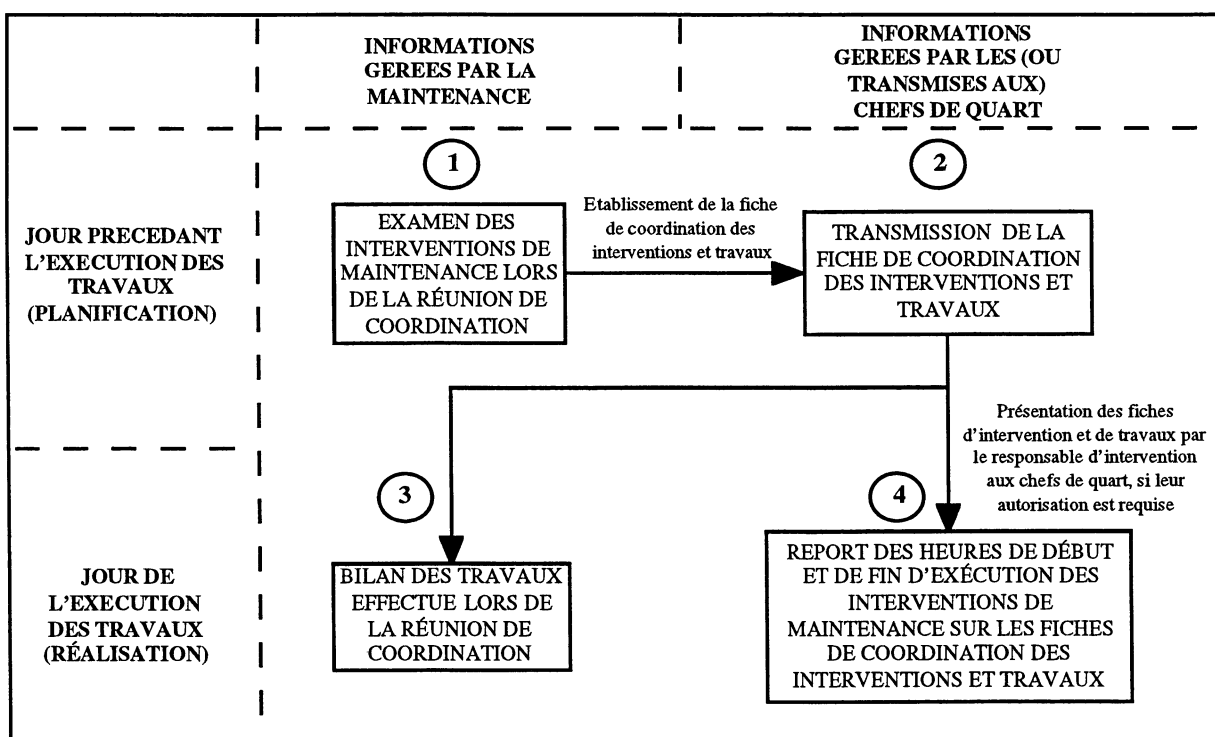 INFORMATIONS
GEREES PAR LA
MAINTENANCE
INFORMATIONS
GEREES PAR LES (OU
TRANSMISES AUX)
CHEFS DE QUART
JOUR PRECEDANT
L'EXECUTION DES
TRAVAUX
(PLANIFICATION)
1
EXAMEN DES
INTERVENTIONS DE
MAINTENANCE LORS
DE LA RÉUNION DE
COORDINATION
Etablissement de la fiche
de coordination des
interventions et travaux
2
TRANSMISSION DE LA
FICHE DE COORDINATION
DES INTERVENTIONS ET
TRAVAUX
Présentation des fiches
d'intervention et de travaux par
le responsable d'intervention
aux chefs de quart, si leur
autorisation est requise
JOUR DE
L'EXECUTION
DES TRAVAUX
(RÉALISATION)
3
BILAN DES TRAVAUX
EFFECTUE LORS DE
LA RÉUNION DE
COORDINATION
4
REPORT DES HEURES DE DÉBUT
ET DE FIN D'EXÉCUTION DES
INTERVENTIONS DE
MAINTENANCE SUR LES FICHES
DE COORDINATION DES
INTERVENTIONS ET TRAVAUX